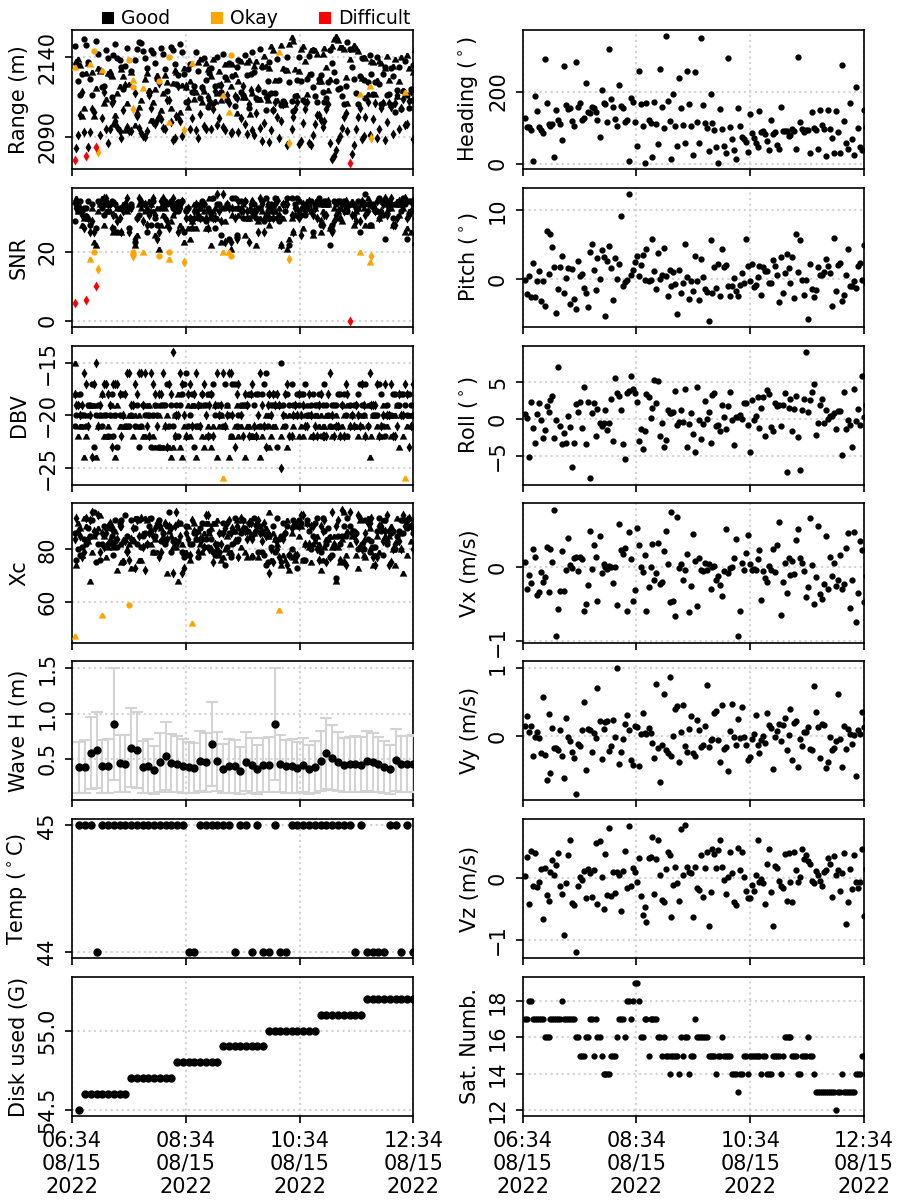 Good Okay Difficult
Range (m)
2140
2090
Heading (°)
200
0
SNR
20
0
Pitch (°)
10
0
DBV
−15
−20
−25
Roll (°)
5
0
−5
Xc
80
60
Vx (m/s)
0
−1
Wave H (m)
1.5
1.0
0.5
Vy (m/s)
1
0
Temp (°C)
45
44
Vz (m/s)
0
−1
Disk used (G)
55.0
54.5
Sat. Numb.
18
16
14
12
06:34 08:34 10:34 12:34
08/15 08/15 08/15 08/15
2022 2022 2022 2022
06:34 08:34 10:34 12:34
08/15 08/15 08/15 08/15
2022 2022 2022 2022